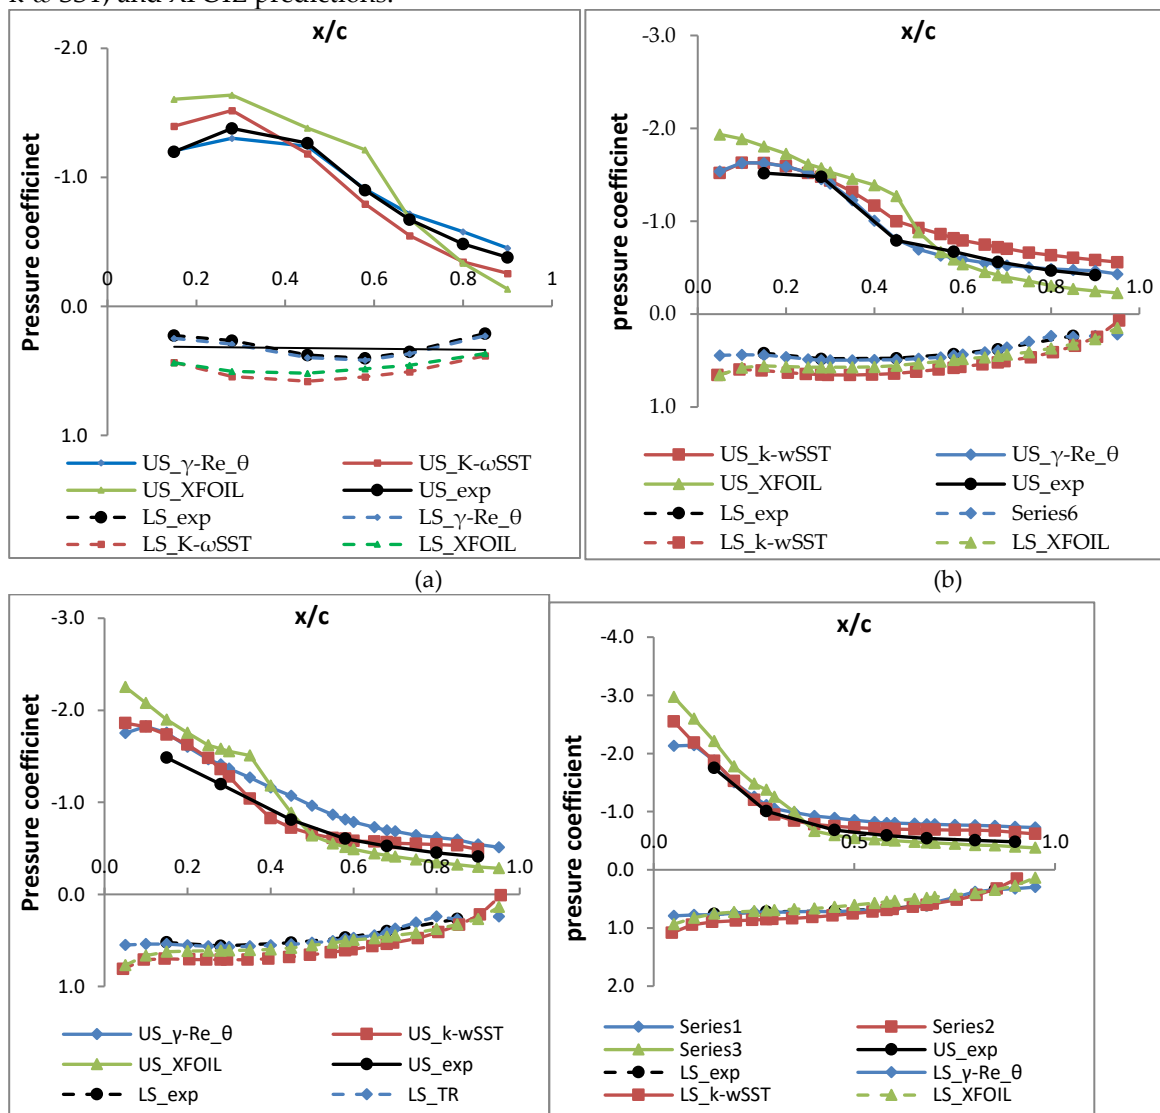 k-ω SST, and XFOIL predictions.
x/c
-2.0
-1.0
0.0
1.0
0 0.2 0.4 0.6 0.8 1
Pressure coefficinet
US_γ-Re_θ US_K-ωSST
US_XFOIL US_exp
LS_exp LS_γ-Re_θ
LS_K-ωSST LS_XFOIL
(a)
x/c
-3.0
-2.0
-1.0
0.0
1.0
0.0 0.2 0.4 0.6 0.8 1.0
pressure coefficinet
US_k-wSST US_γ-Re_θ
US_XFOIL US_exp
LS_exp Series6
LS_k-wSST LS_XFOIL
(b)
x/c
-3.0
-2.0
-1.0
0.0
1.0
0.0 0.2 0.4 0.6 0.8 1.0
Pressure coefficinet
US_γ-Re_θ US_k-wSST
US_XFOIL US_exp
LS_exp LS_TR
x/c
-4.0
-3.0
-2.0
-1.0
0.0
1.0
2.0
0.0 0.5 1.0
pressure coefficient
Series1 Series2
Series3 US_exp
LS_exp LS_γ-Re_θ
LS_k-wSST LS_XFOIL